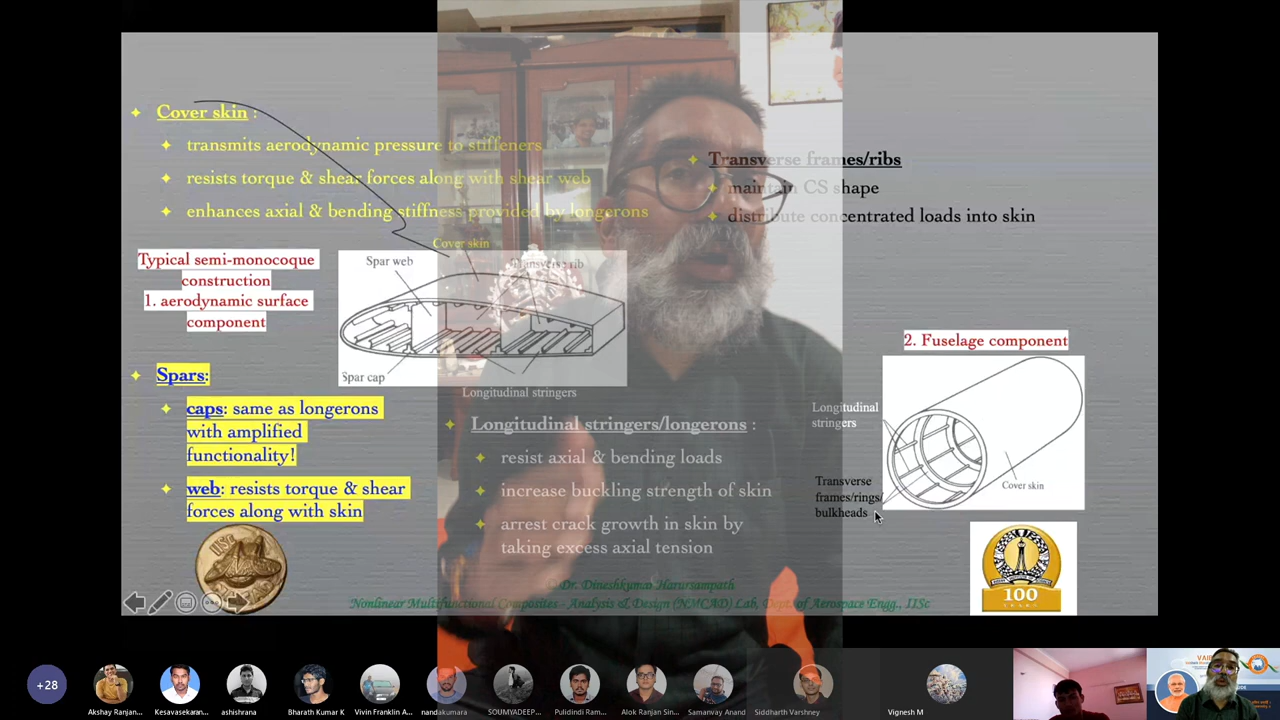 Cover skin :
transmits aerodynamic pressure to stiffeners
resists torque & shear forces along with shear web
enhances axial & bending stiffness provided by longerons
Transverse frames/ribs
maintain CS shape
distribute concentrated loads into skin
Typical semi-monocoque
construction
1. aerodynamic surface
component
Cover skin
Spar web
Transverse rib
Spar cap
Longitudinal stringers
Spars:
caps: same as longerons
with amplified
functionality!
web: resists torque & shear
forces along with skin
Longitudinal stringers/longerons :
resist axial & bending loads
increase buckling strength of skin
arrest crack growth in skin by
taking excess axial tension
2. Fuselage component
Longitudinal
stringers
Transverse
frames/rings/
bulkheads
Cover skin
IISc
100
© Dr. Dineshkumar Harursampath
Nonlinear Multifunctional Composites - Analysis & Design (NMCAD) Lab, Dept. of Aerospace Engg., IISc
+28
Akshay Ranjan...
Kesavasekaran...
ashishrana
Bharath Kumar K
Vivin Franklin A...
nandakumara
SOUMYADEEP...
Pulidindi Ram...
Alok Ranjan Sin...
Samanvay Anand
Siddharth Varshney
Vignesh M